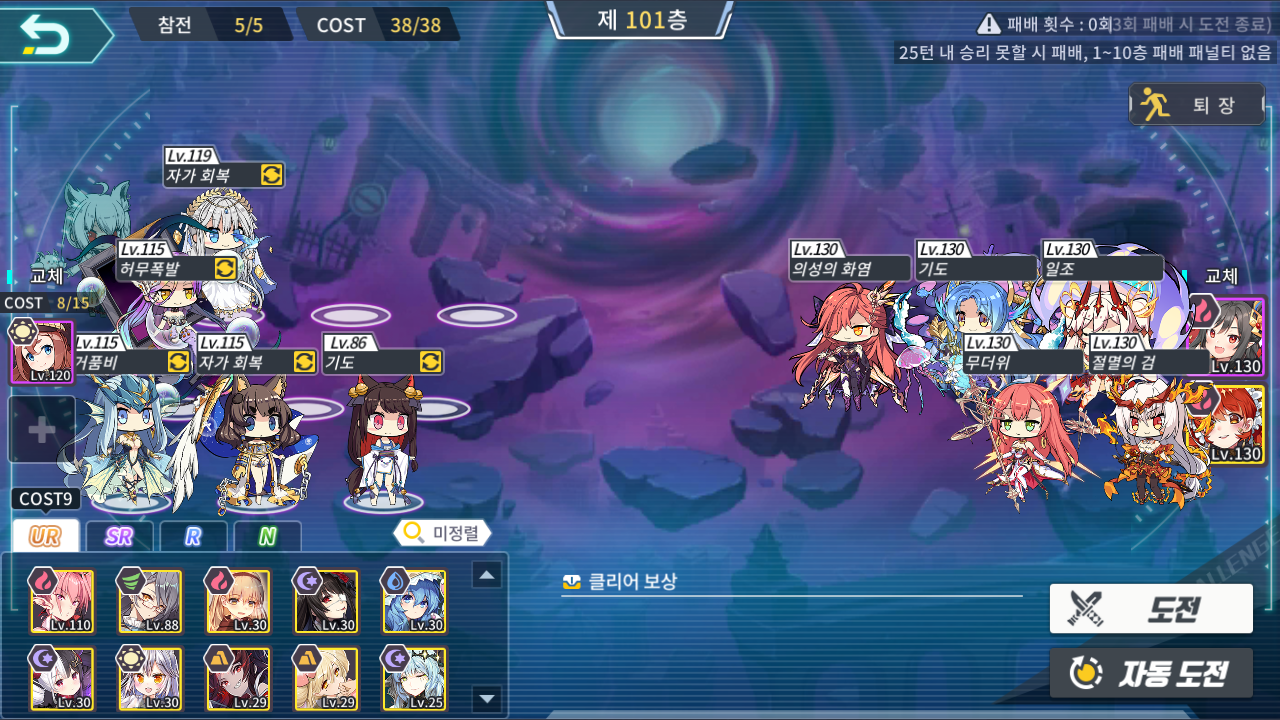 참전 5/5
COST 38/38
제 101층
패배 횟수 : 0회3회 패배 시 도전 종료)
25턴 내 승리 못할 시 패배, 1~10층 패배 패널티 없음
퇴 장
Lv.119
자가 회복
Lv.115
허무폭발
Lv.130
의성의 화염
Lv.130
기도
Lv.130
일조
교체
교체
COST 8/15
Lv.115
거품비
Lv.115
자가 회복
Lv.86
기도
Lv.130
무더위
Lv.130
절멸의 검
Lv.120
Lv.130
Lv.130
COST9
UR SR R N
미정렬
Lv.110 Lv.88 Lv.30 Lv.30 Lv.30
Lv.30 Lv.30 Lv.29 Lv.29 Lv.25
클리어 보상
도전
자동 도전